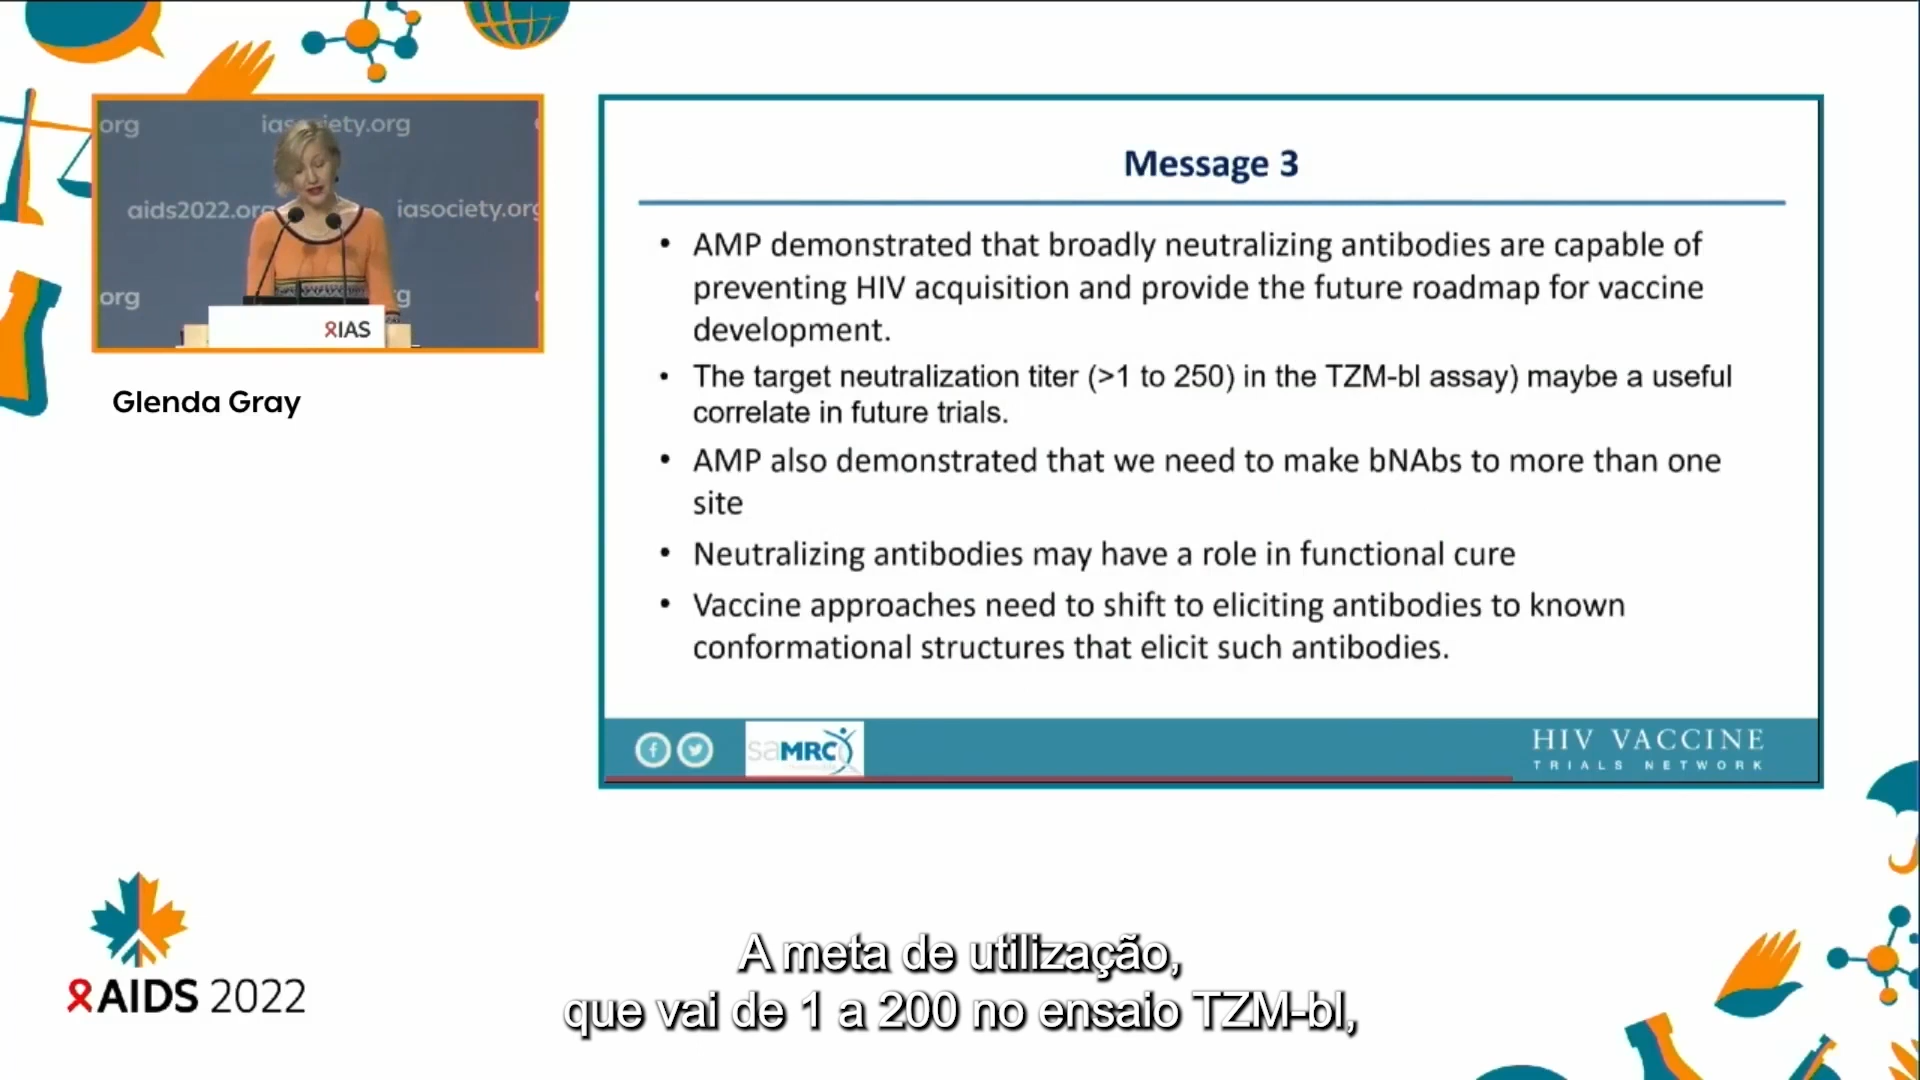 org
iasociety.org
aids2022.org
iasociety.org
org
IAS
Glenda Gray
Message 3
• AMP demonstrated that broadly neutralizing antibodies are capable of
preventing HIV acquisition and provide the future roadmap for vaccine
development.
• The target neutralization titer (>1 to 250) in the TZM-bl assay) maybe a useful
correlate in future trials.
• AMP also demonstrated that we need to make bNAbs to more than one
site
• Neutralizing antibodies may have a role in functional cure
• Vaccine approaches need to shift to eliciting antibodies to known
conformational structures that elicit such antibodies.
saMRC
HIV VACCINE
TRIALS NETWORK
AIDS 2022
A meta de utilização,
que vai de 1 a 200 no ensaio TZM-bl,